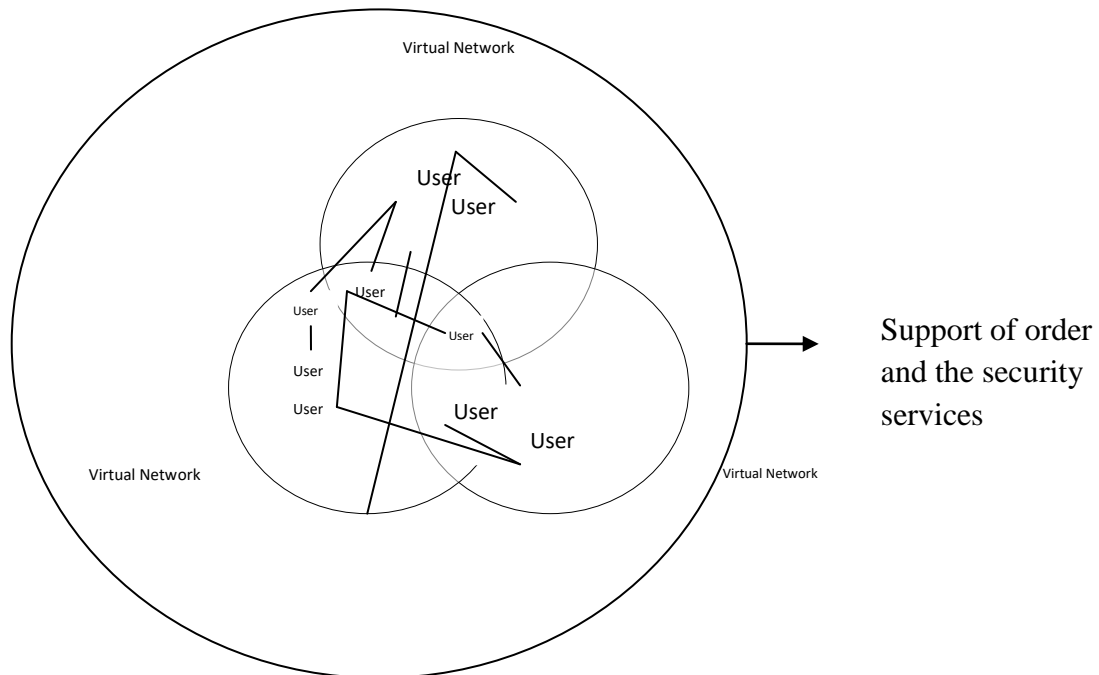 Virtual Network
User
User
User
User
User
User
User
User
User
Support of order
and the security
services
Virtual Network
Virtual Network